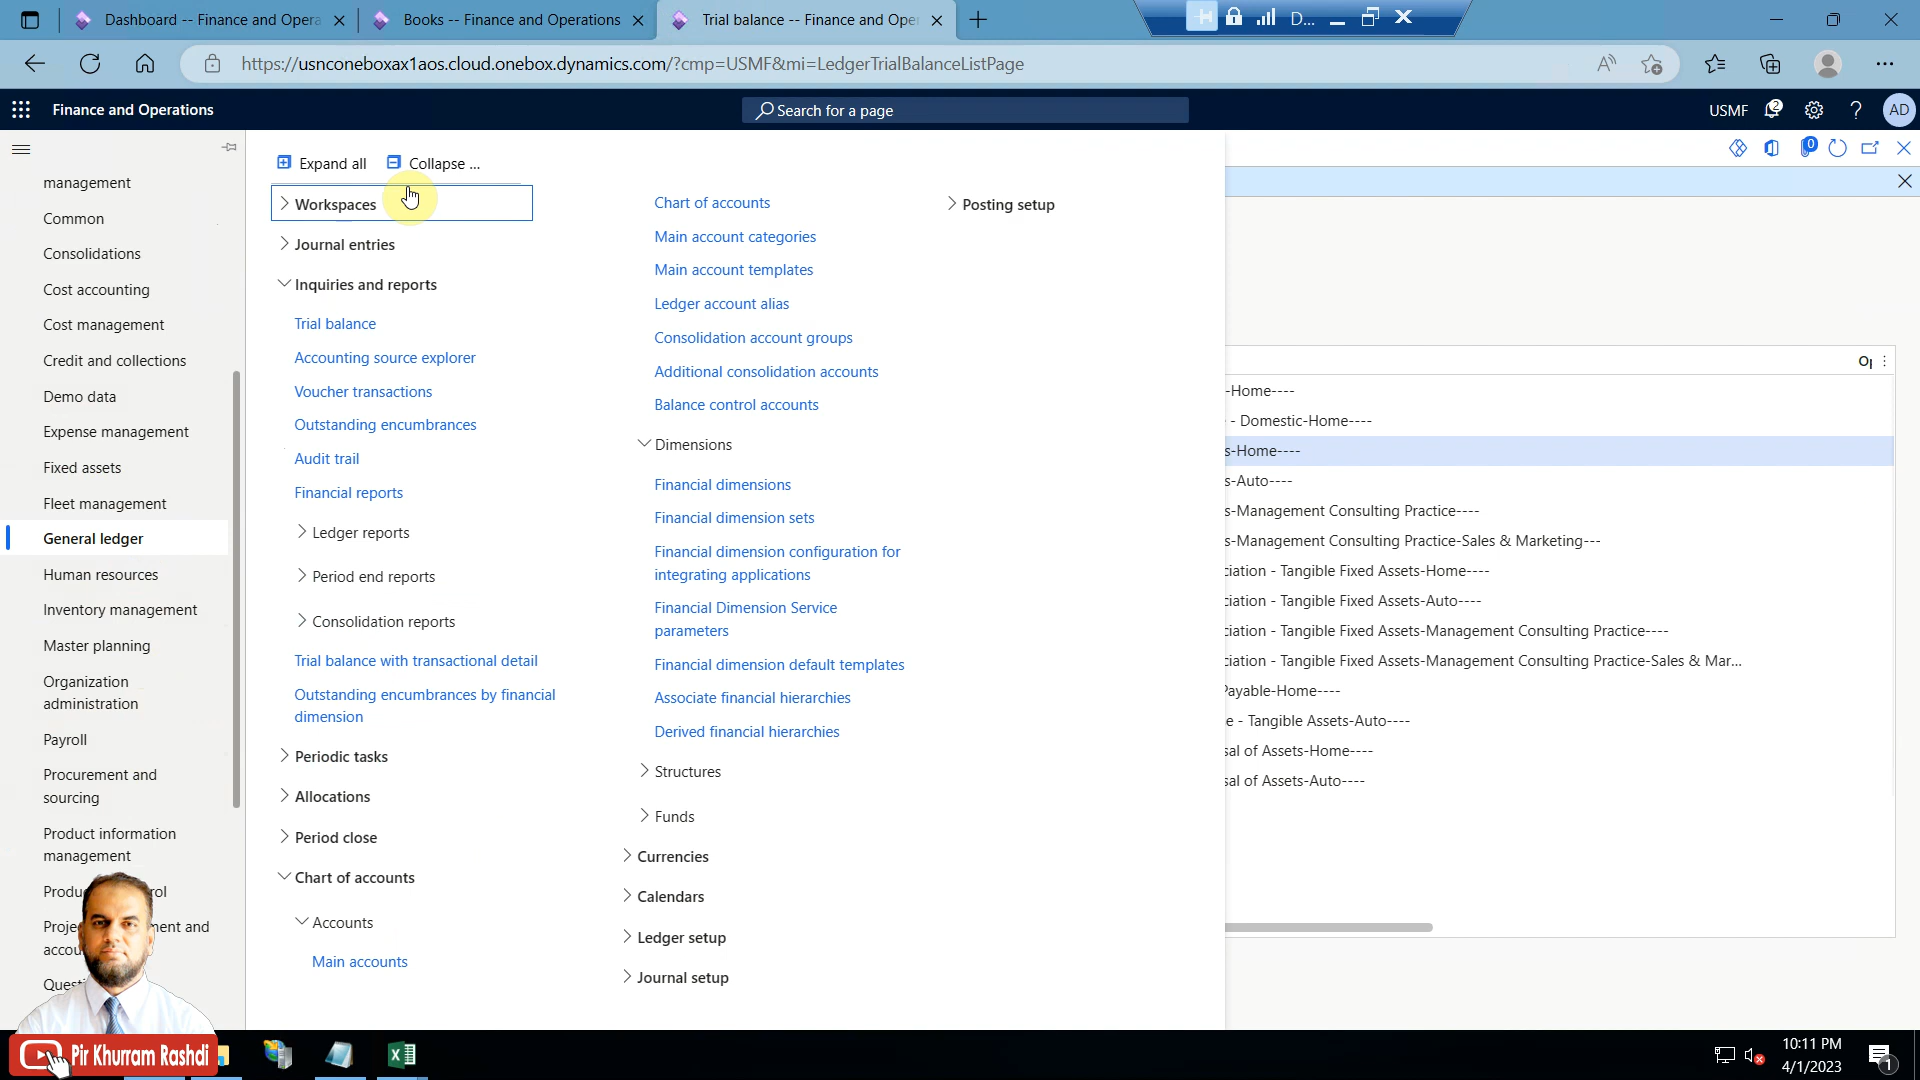 Dashboard -- Finance and Opera
Books -- Finance and Operations
Trial balance -- Finance and Ope
D...
https://usnconeboxax1aos.cloud.onebox.dynamics.com/?cmp=USMF&mi=LedgerTrialBalanceListPage
Finance and Operations
Search for a page
USMF
2
?
AD
0
management
Common
Consolidations
Cost accounting
Cost management
Credit and collections
Demo data
Expense management
Fixed assets
Fleet management
General ledger
Human resources
Inventory management
Master planning
Organization
administration
Payroll
Procurement and
sourcing
Product information
management
Expand all
Collapse ...
Workspaces
Journal entries
Inquiries and reports
Trial balance
Accounting source explorer
Voucher transactions
Outstanding encumbrances
Audit trail
Financial reports
Ledger reports
Period end reports
Consolidation reports
Trial balance with transactional detail
Outstanding encumbrances by financial
dimension
Periodic tasks
Allocations
Period close
Chart of accounts
Accounts
Main accounts
Chart of accounts
Main account categories
Main account templates
Ledger account alias
Consolidation account groups
Additional consolidation accounts
Balance control accounts
Dimensions
Financial dimensions
Financial dimension sets
Financial dimension configuration for
integrating applications
Financial Dimension Service
parameters
Financial dimension default templates
Associate financial hierarchies
Derived financial hierarchies
Structures
Funds
Currencies
Calendars
Ledger setup
Journal setup
Posting setup
-Home----
- Domestic-Home----
s-Home----
s-Auto----
s-Management Consulting Practice----
s-Management Consulting Practice-Sales & Marketing---
ciation - Tangible Fixed Assets-Home----
ciation - Tangible Fixed Assets-Auto----
ciation - Tangible Fixed Assets-Management Consulting Practice----
ciation - Tangible Fixed Assets-Management Consulting Practice-Sales & Mar...
Payable-Home----
e - Tangible Assets-Auto----
sal of Assets-Home----
sal of Assets-Auto----
Pir Khurram Rashdi
10:11 PM
4/1/2023
1